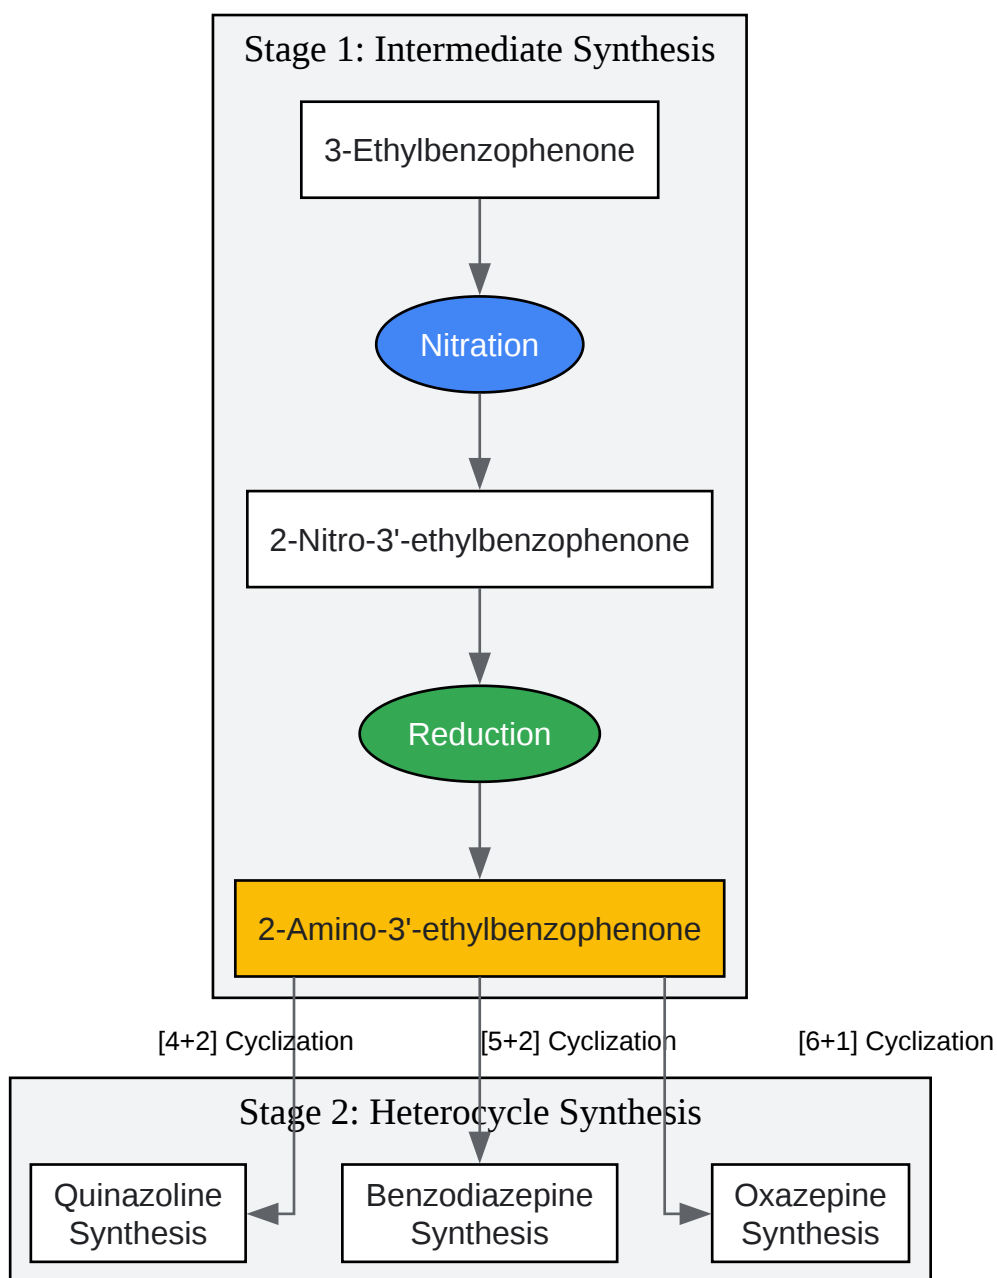 Stage 1: Intermediate Synthesis
3-Ethylbenzophenone
Nitration
2-Nitro-3'-ethylbenzophenone
Reduction
2-Amino-3'-ethylbenzophenone
[4+2] Cyclization
[5+2] Cyclization
[6+1] Cyclization
Stage 2: Heterocycle Synthesis
Quinazoline
Synthesis
Benzodiazepine
Synthesis
Oxazepine
Synthesis